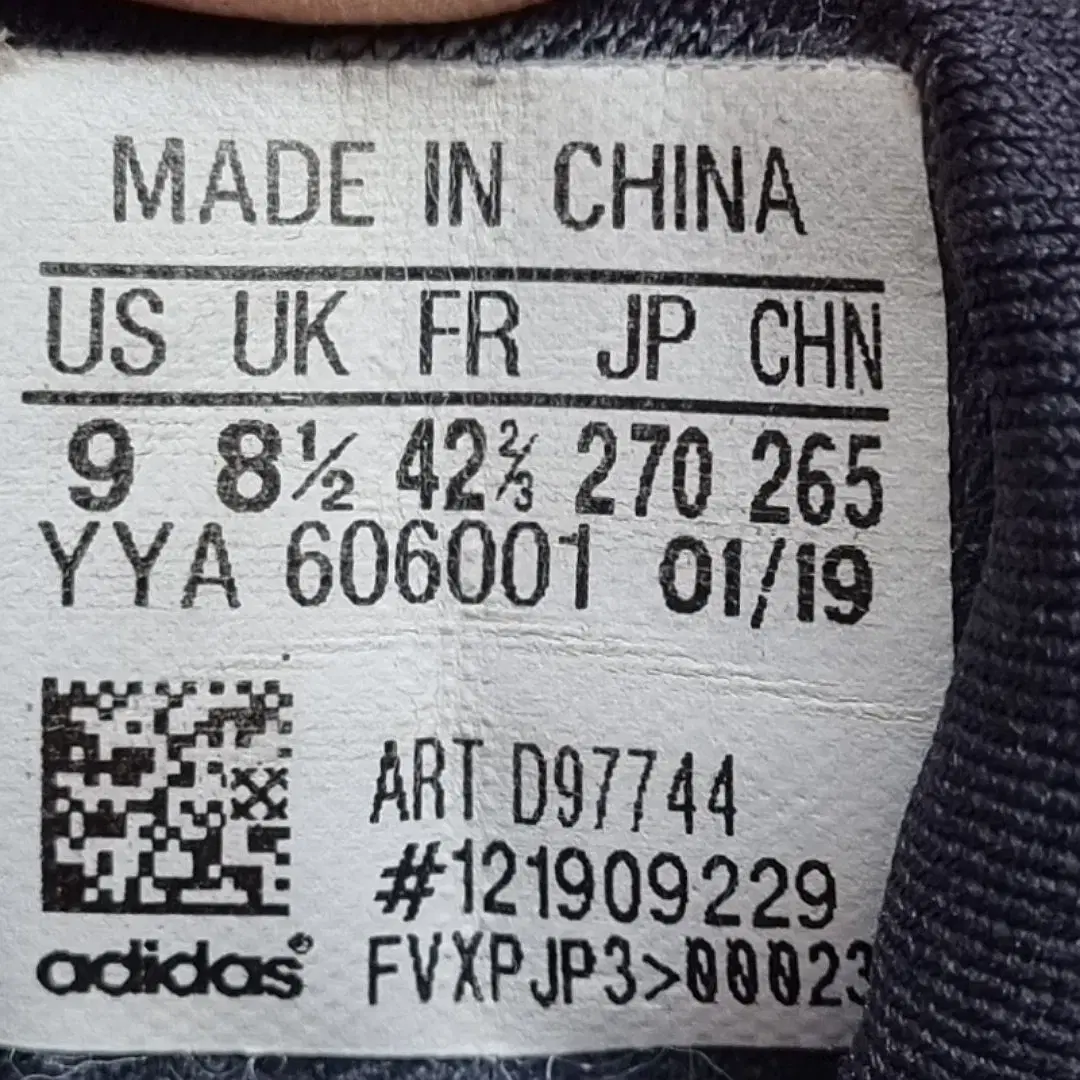 MADE IN CHINA
US UK FR JP CHN
9 8½ 42⅔ 270 265
YYA 606001 01/19
ART D97744
#121909229
FVXPJP3>00023
adidas®